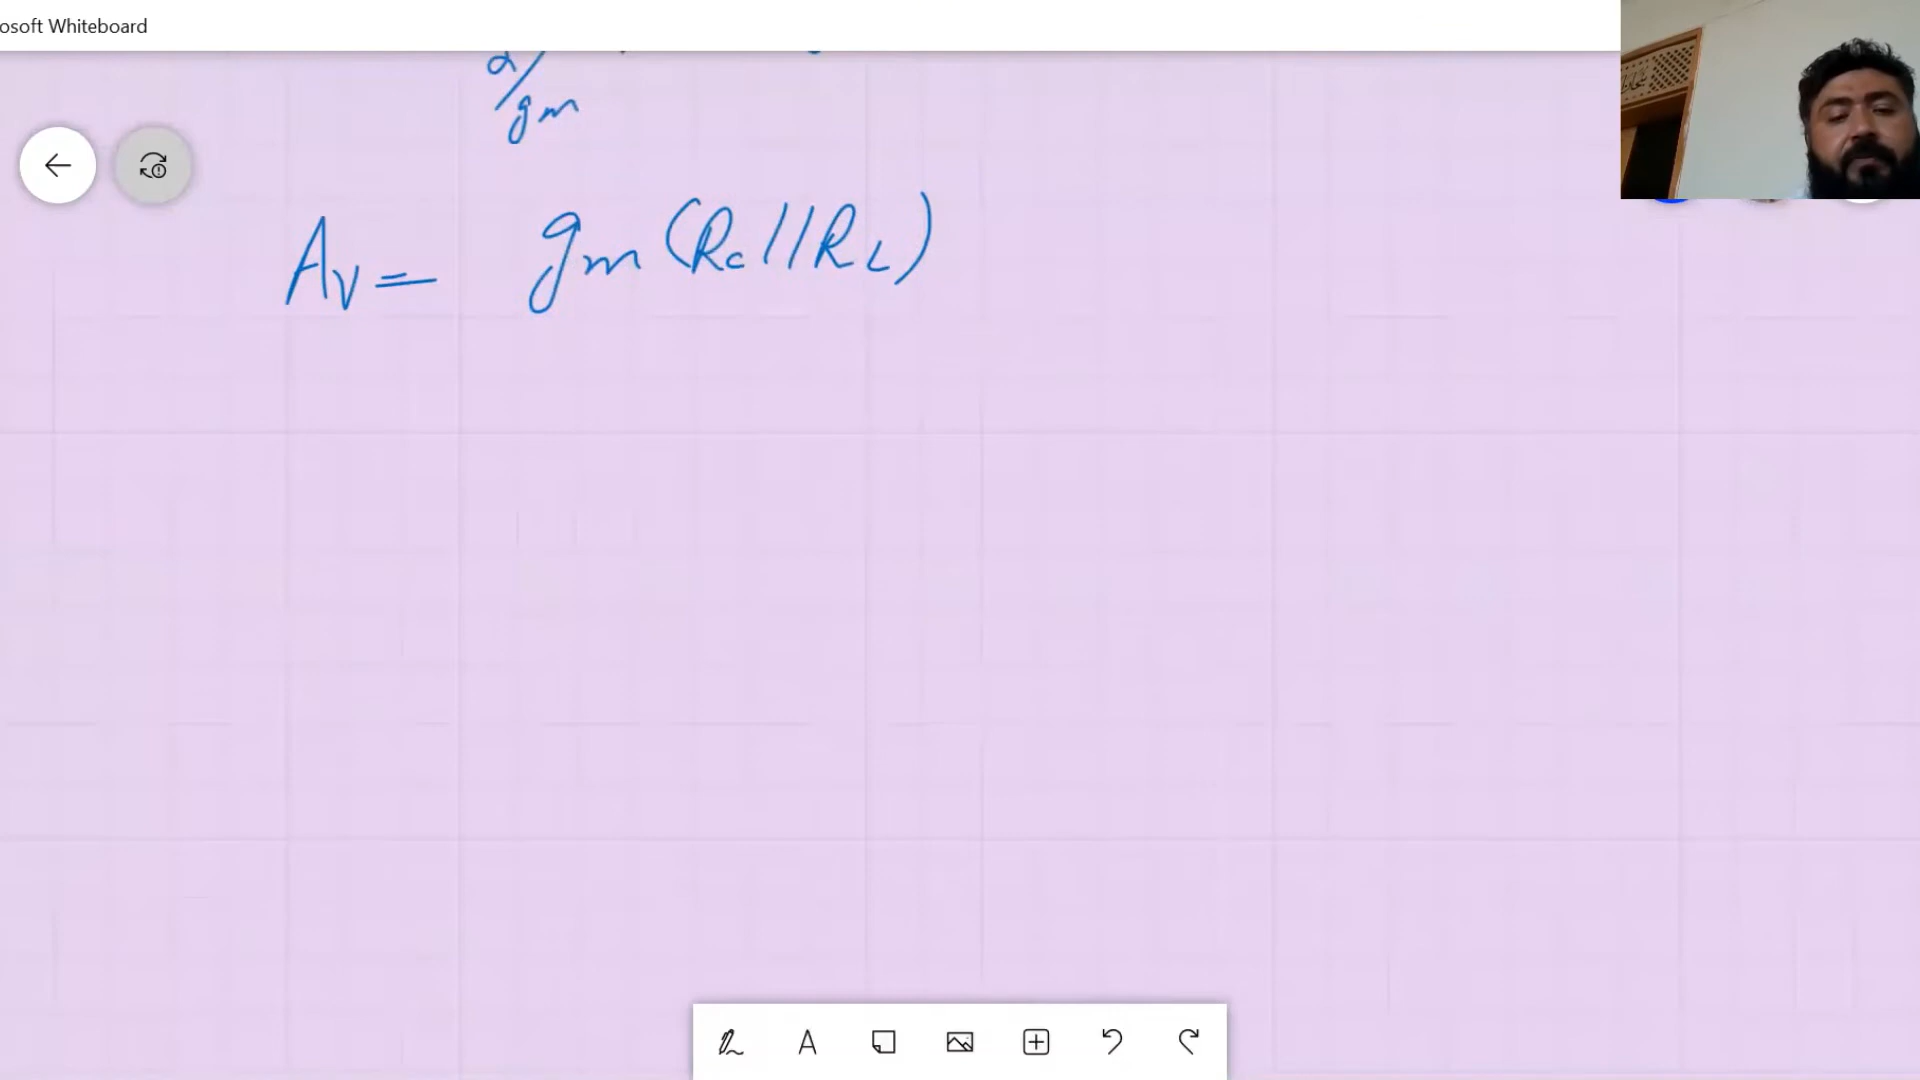 osoft Whiteboard
α/gm
Av = gm (Rc//RL)